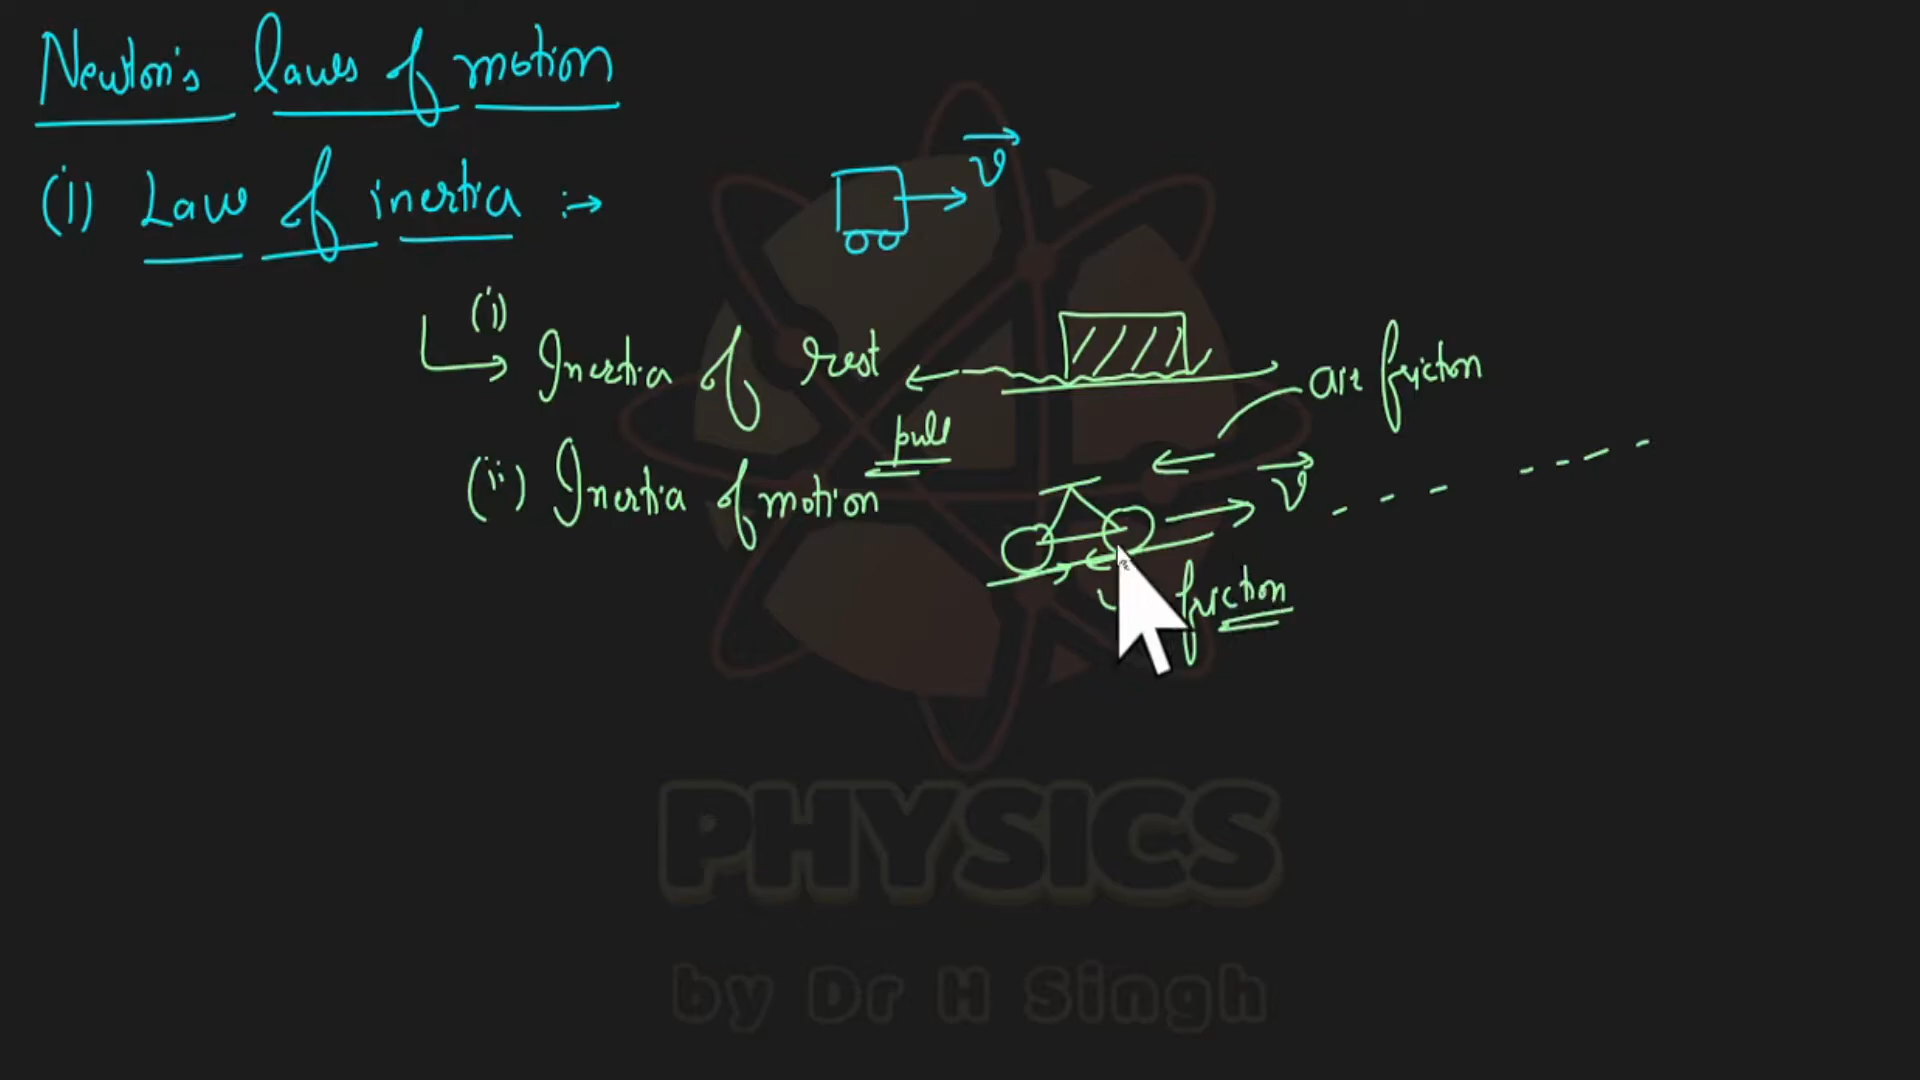 Newton's laws of motion
(1) Law of inertia :→
v
(i)
Inertia of rest
air friction
pull
(ii) Inertia of motion
v
friction
PHYSICS
by Dr H Singh